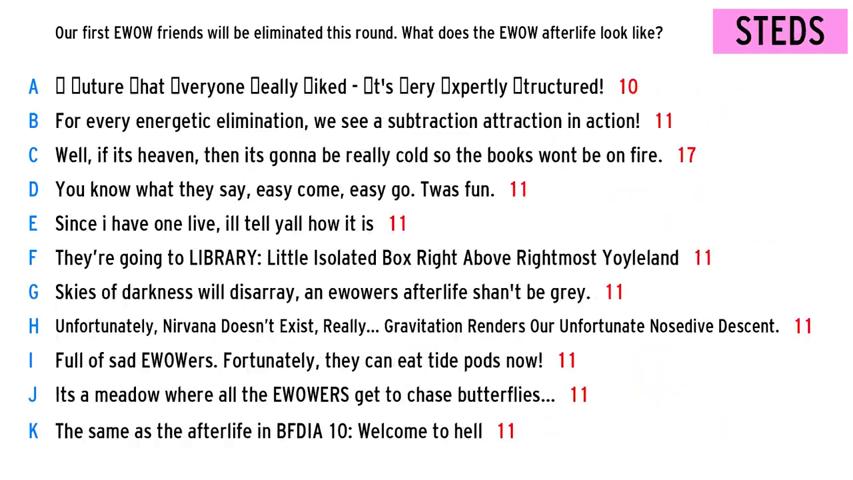 Our first EWOW friends will be eliminated this round. What does the EWOW afterlife look like?
STEDS
A ▯ ▯uture ▯hat ▯veryone ▯eally ▯iked - ▯t's ▯ery ▯xpertly ▯tructured! 10
B For every energetic elimination, we see a subtraction attraction in action! 11
C Well, if its heaven, then its gonna be really cold so the books wont be on fire. 17
D You know what they say, easy come, easy go. Twas fun. 11
E Since i have one live, ill tell yall how it is 11
F They're going to LIBRARY: Little Isolated Box Right Above Rightmost Yoyleland 11
G Skies of darkness will disarray, an ewowers afterlife shan't be grey. 11
H Unfortunately, Nirvana Doesn't Exist, Really... Gravitation Renders Our Unfortunate Nosedive Descent. 11
I Full of sad EWOWers. Fortunately, they can eat tide pods now! 11
J Its a meadow where all the EWOWERS get to chase butterflies... 11
K The same as the afterlife in BFDIA 10: Welcome to hell 11